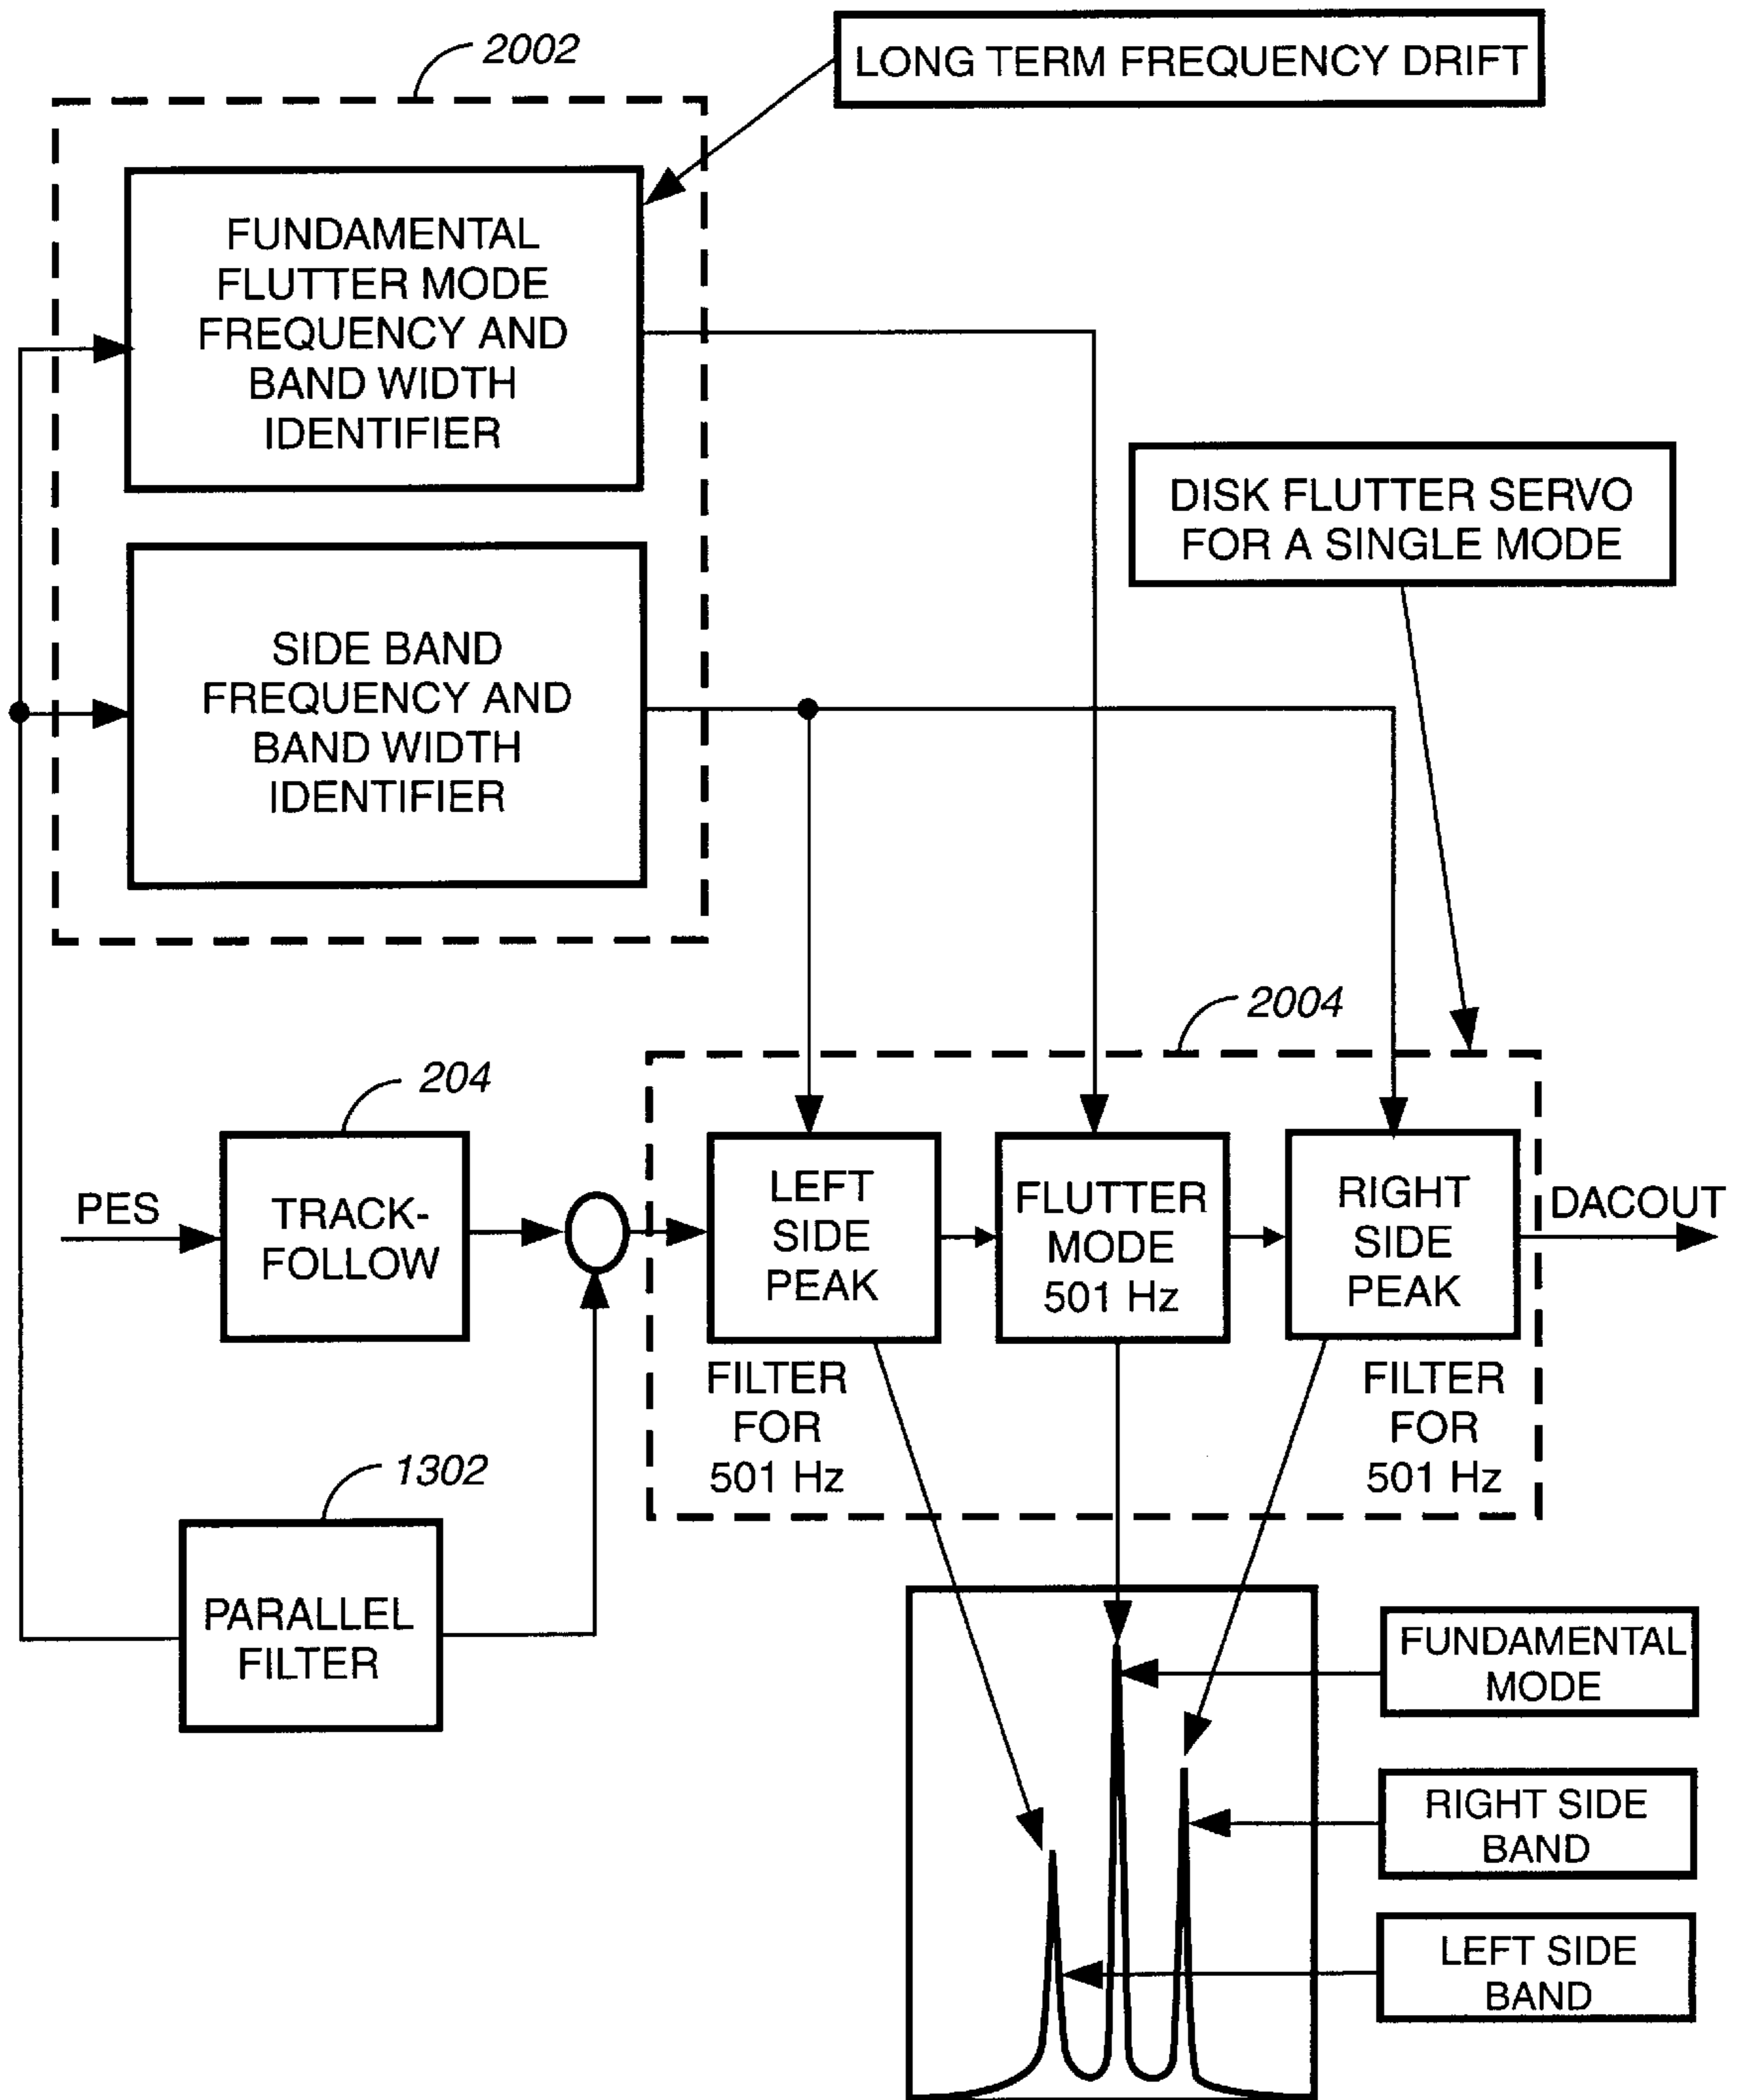 2002
LONG TERM FREQUENCY DRIFT
FUNDAMENTAL
FLUTTER MODE
FREQUENCY AND
BAND WIDTH
IDENTIFIER
DISK FLUTTER SERVO
FOR A SINGLE MODE
SIDE BAND
FREQUENCY AND
BAND WIDTH
IDENTIFIER
2004
204
PES
TRACK-
FOLLOW
LEFT
SIDE
PEAK
FLUTTER
MODE
501 Hz
RIGHT
SIDE
PEAK
DACOUT
FILTER
FOR
501 Hz
FILTER
FOR
501 Hz
1302
PARALLEL
FILTER
FUNDAMENTAL
MODE
RIGHT SIDE
BAND
LEFT SIDE
BAND